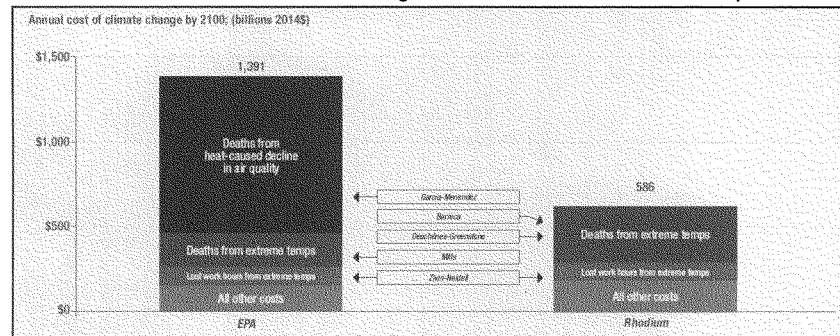 Annual cost of climate change by 2100; (billions 2014$)
$1,500
1,391
$1,000
Deaths from
heat-caused decline
in air quality
586
Garcia-Menendez
$500
Barreca
Deschênes-Greenstone
Deaths from extreme temps
Deaths from extreme temps
Mills
Lost work hours from extreme temps
Zivin-Neidell
Lost work hours from extreme temps
All other costs
All other costs
$0
EPA
Rhodium